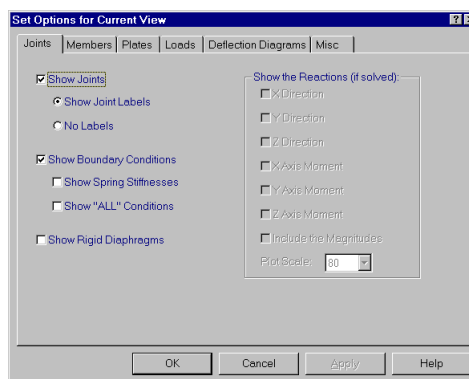 Set Options for Current View
Joints Members Plates Loads Deflection Diagrams Misc
Show Joints
Show Joint Labels
No Labels
Show Boundary Conditions
Show Spring Stiffnesses
Show "ALL" Conditions
Show Rigid Diaphragms
Show the Reactions (if solved):
X Direction
Y Direction
Z Direction
X Axis Moment
Y Axis Moment
Z Axis Moment
Include the Magnitudes
Plot Scale: 80
OK Cancel Apply Help